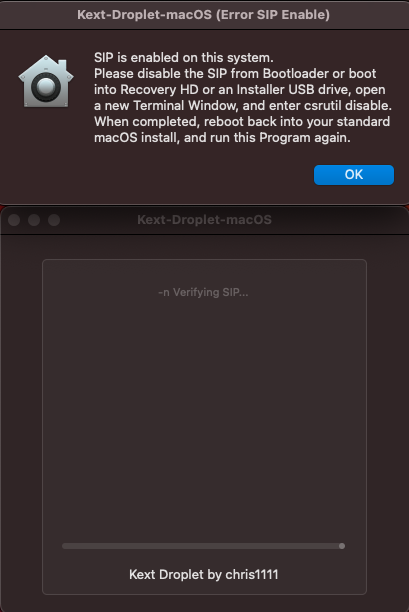 Kext-Droplet-macOS (Error SIP Enable)
SIP is enabled on this system.
Please disable the SIP from Bootloader or boot
into Recovery HD or an Installer USB drive, open
a new Terminal Window, and enter csrutil disable.
When completed, reboot back into your standard
macOS install, and run this Program again.
OK
Kext-Droplet-macOS
-n Verifying SIP...
Kext Droplet by chris1111